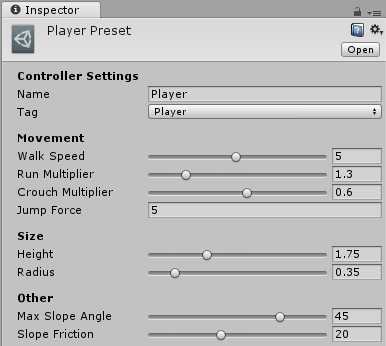 Inspector
Player Preset
Open
Controller Settings
Name Player
Tag Player
Movement
Walk Speed 5
Run Multiplier 1.3
Crouch Multiplier 0.6
Jump Force 5
Size
Height 1.75
Radius 0.35
Other
Max Slope Angle 45
Slope Friction 20